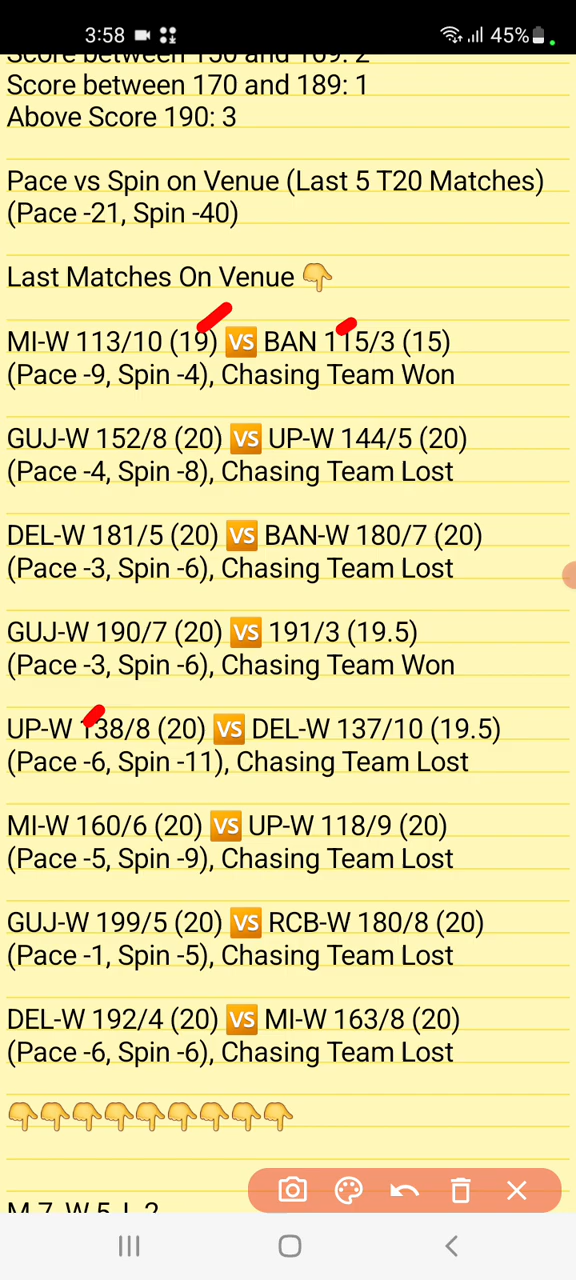 3:58
45%
Score between 150 and 169: 2
Score between 170 and 189: 1
Above Score 190: 3
Pace vs Spin on Venue (Last 5 T20 Matches)
(Pace -21, Spin -40)
Last Matches On Venue 👇
MI-W 113/10 (19) 🆚 BAN 115/3 (15)
(Pace -9, Spin -4), Chasing Team Won
GUJ-W 152/8 (20) 🆚 UP-W 144/5 (20)
(Pace -4, Spin -8), Chasing Team Lost
DEL-W 181/5 (20) 🆚 BAN-W 180/7 (20)
(Pace -3, Spin -6), Chasing Team Lost
GUJ-W 190/7 (20) 🆚 191/3 (19.5)
(Pace -3, Spin -6), Chasing Team Won
UP-W 138/8 (20) 🆚 DEL-W 137/10 (19.5)
(Pace -6, Spin -11), Chasing Team Lost
MI-W 160/6 (20) 🆚 UP-W 118/9 (20)
(Pace -5, Spin -9), Chasing Team Lost
GUJ-W 199/5 (20) 🆚 RCB-W 180/8 (20)
(Pace -1, Spin -5), Chasing Team Lost
DEL-W 192/4 (20) 🆚 MI-W 163/8 (20)
(Pace -6, Spin -6), Chasing Team Lost
👇👇👇👇👇👇👇👇👇